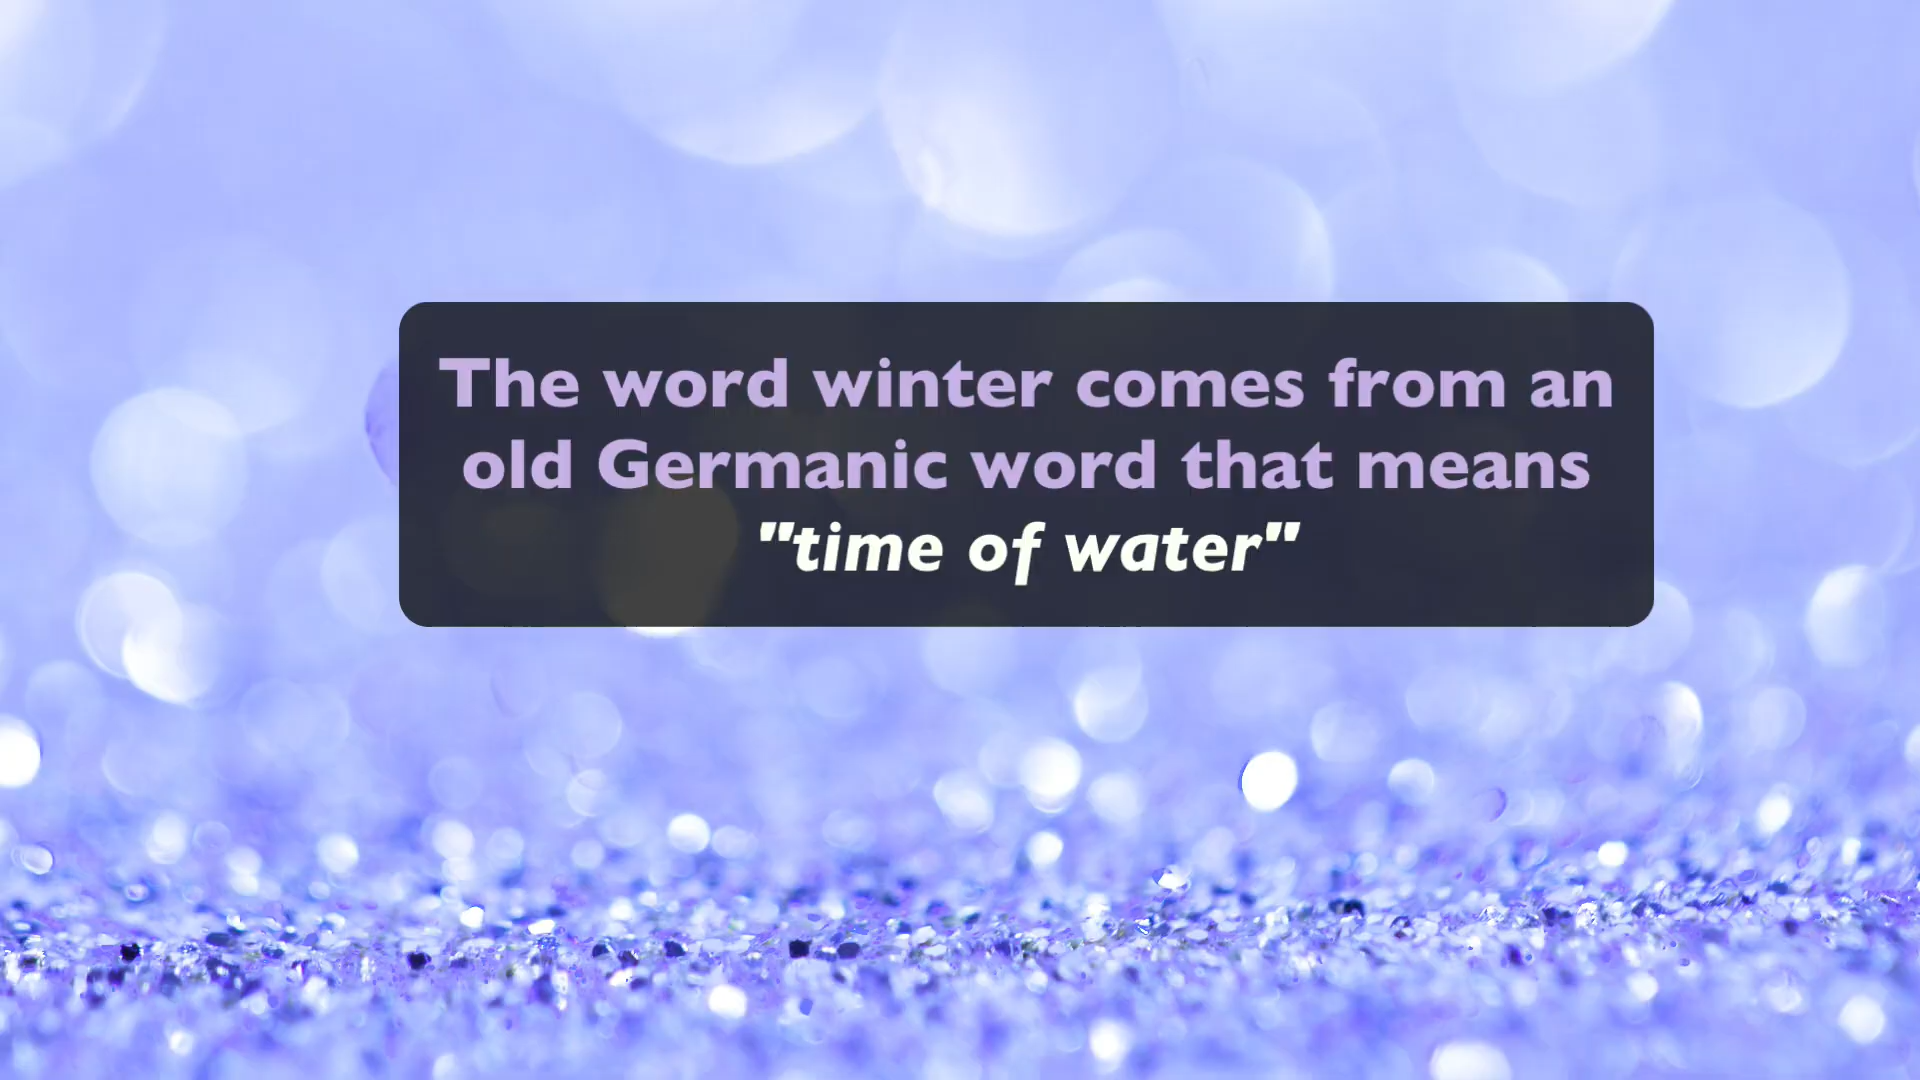 The word winter comes from an
old Germanic word that means
"time of water"